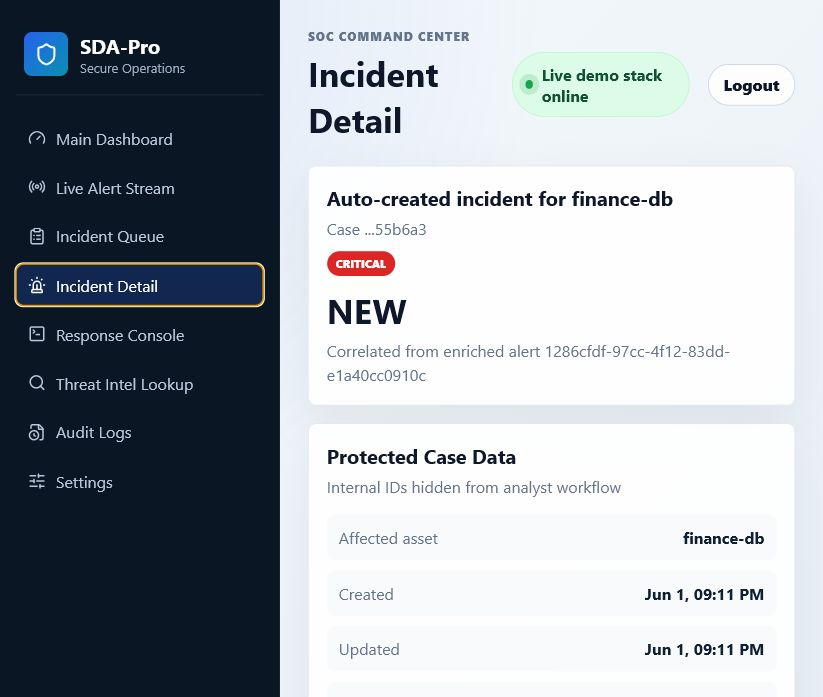 SDA-Pro
Secure Operations
Main Dashboard
Live Alert Stream
Incident Queue
Incident Detail
Response Console
Threat Intel Lookup
Audit Logs
Settings
SOC COMMAND CENTER
Incident
Detail
Live demo stack
online
Logout
Auto-created incident for finance-db
Case ...55b6a3
CRITICAL
NEW
Correlated from enriched alert 1286cfdf-97cc-4f12-83dd-
e1a40cc0910c
Protected Case Data
Internal IDs hidden from analyst workflow
Affected asset finance-db
Created Jun 1, 09:11 PM
Updated Jun 1, 09:11 PM